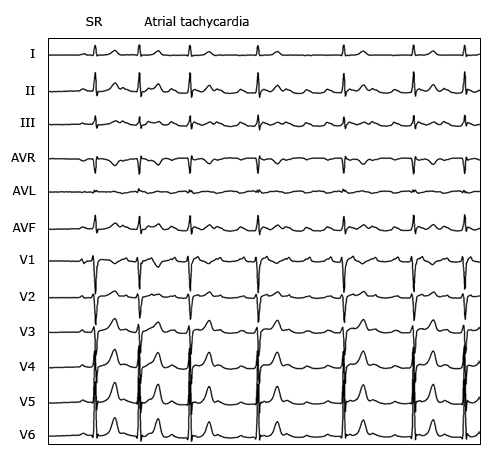 SR Atrial tachycardia
I
II
III
AVR
AVL
AVF
V1
V2
V3
V4
V5
V6